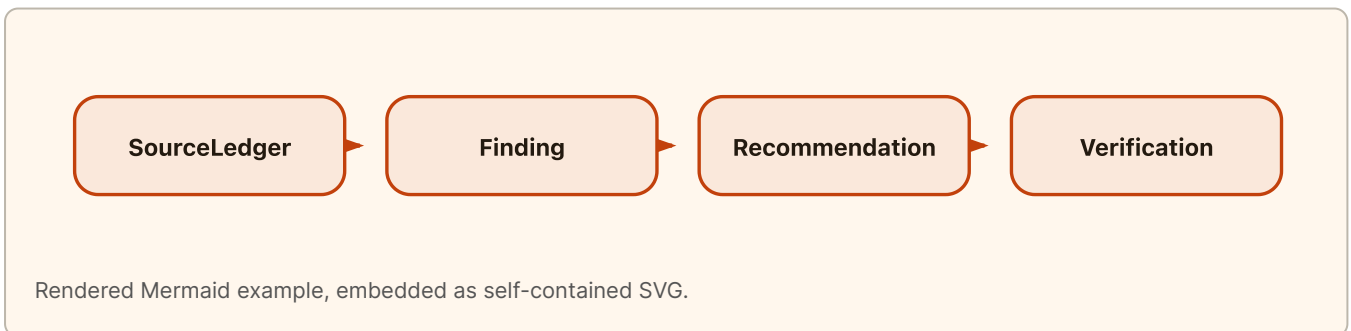 SourceLedger
Finding
Recommendation
Verification
Rendered Mermaid example, embedded as self-contained SVG.